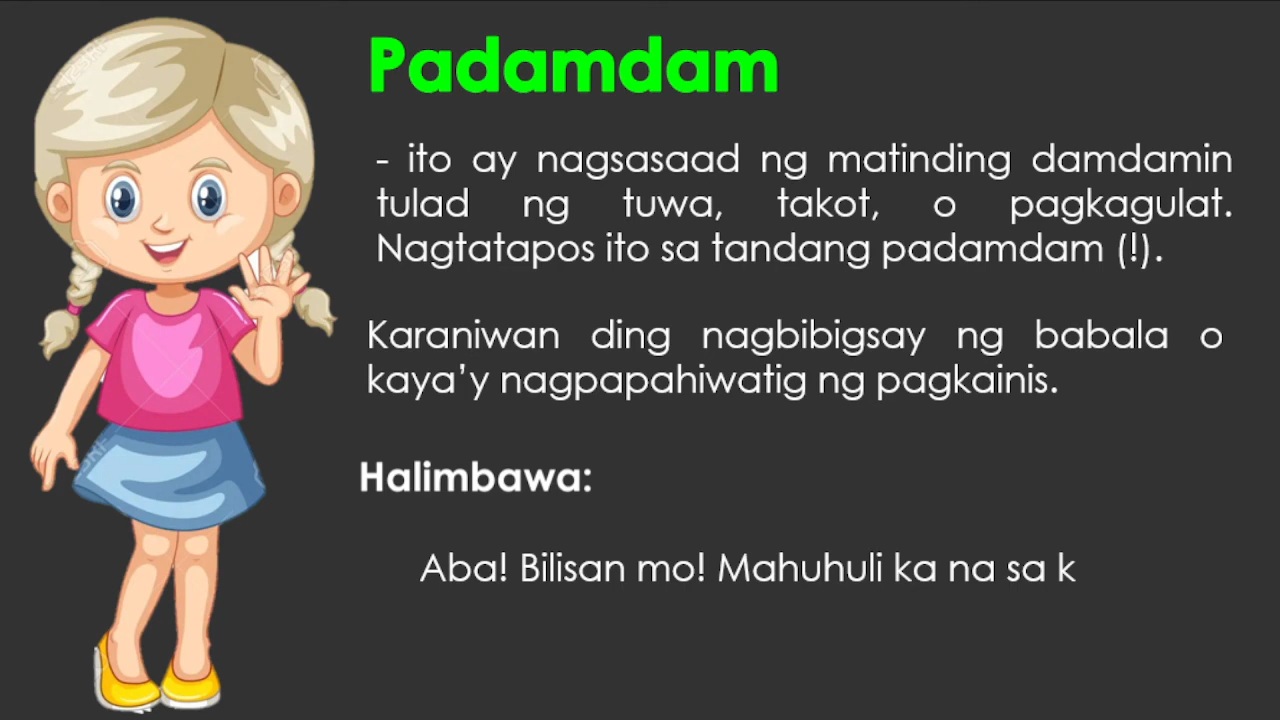 Padamdam
- ito ay nagsasaad ng matinding damdamin
tulad ng tuwa, takot, o pagkagulat.
Nagtatapos ito sa tandang padamdam (!).
Karaniwan ding nagbibigsay ng babala o
kaya’y nagpapahiwatig ng pagkainis.
Halimbawa:
Aba! Bilisan mo! Mahuhuli ka na sa k